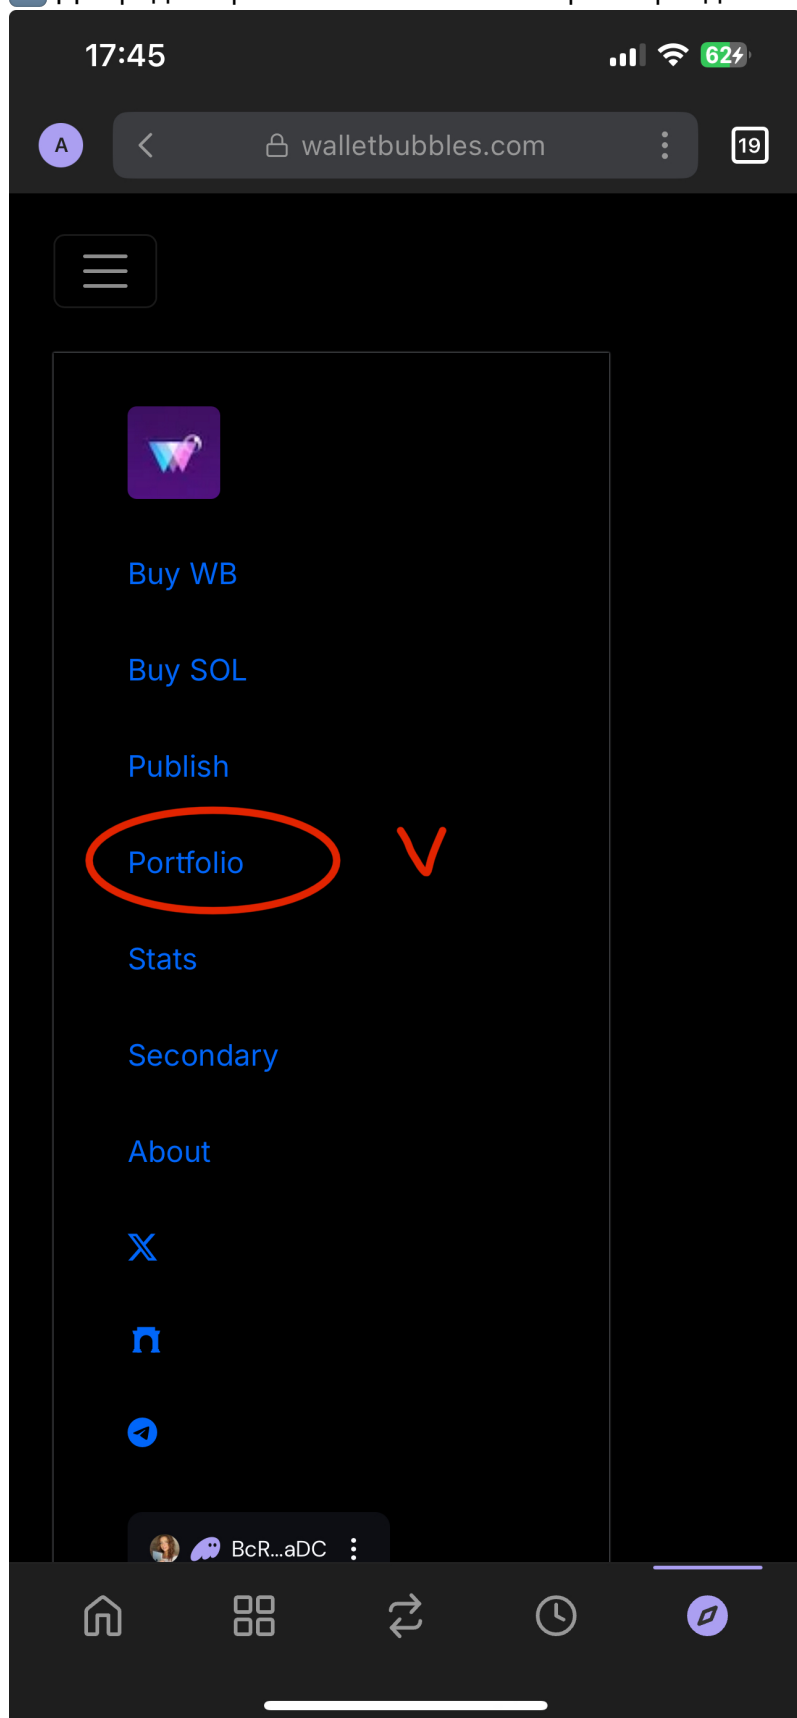 17:45
62
A
walletbubbles.com
19
Buy WB
Buy SOL
Publish
Portfolio
V
Stats
Secondary
About
X
BcR...aDC